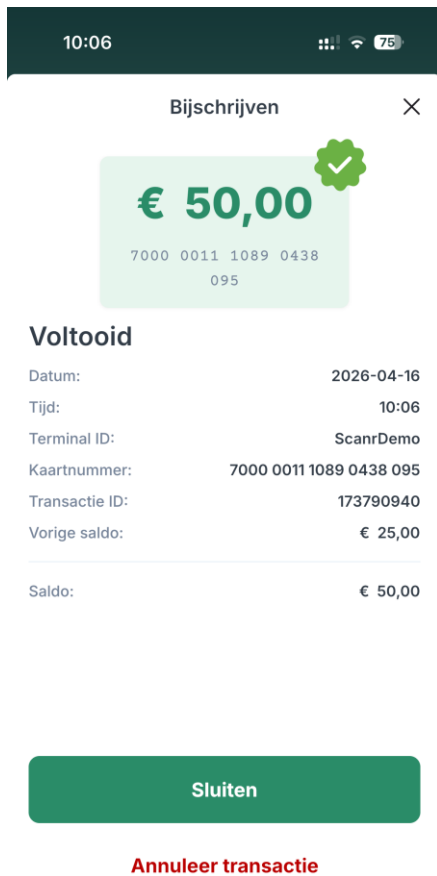 10:06
75
Bijschrijven
€ 50,00
7000 0011 1089 0438
095
Voltooid
Datum: 2026-04-16
Tijd: 10:06
Terminal ID: ScanrDemo
Kaartnummer: 7000 0011 1089 0438 095
Transactie ID: 173790940
Vorige saldo: € 25,00
Saldo: € 50,00
Sluiten
Annuleer transactie